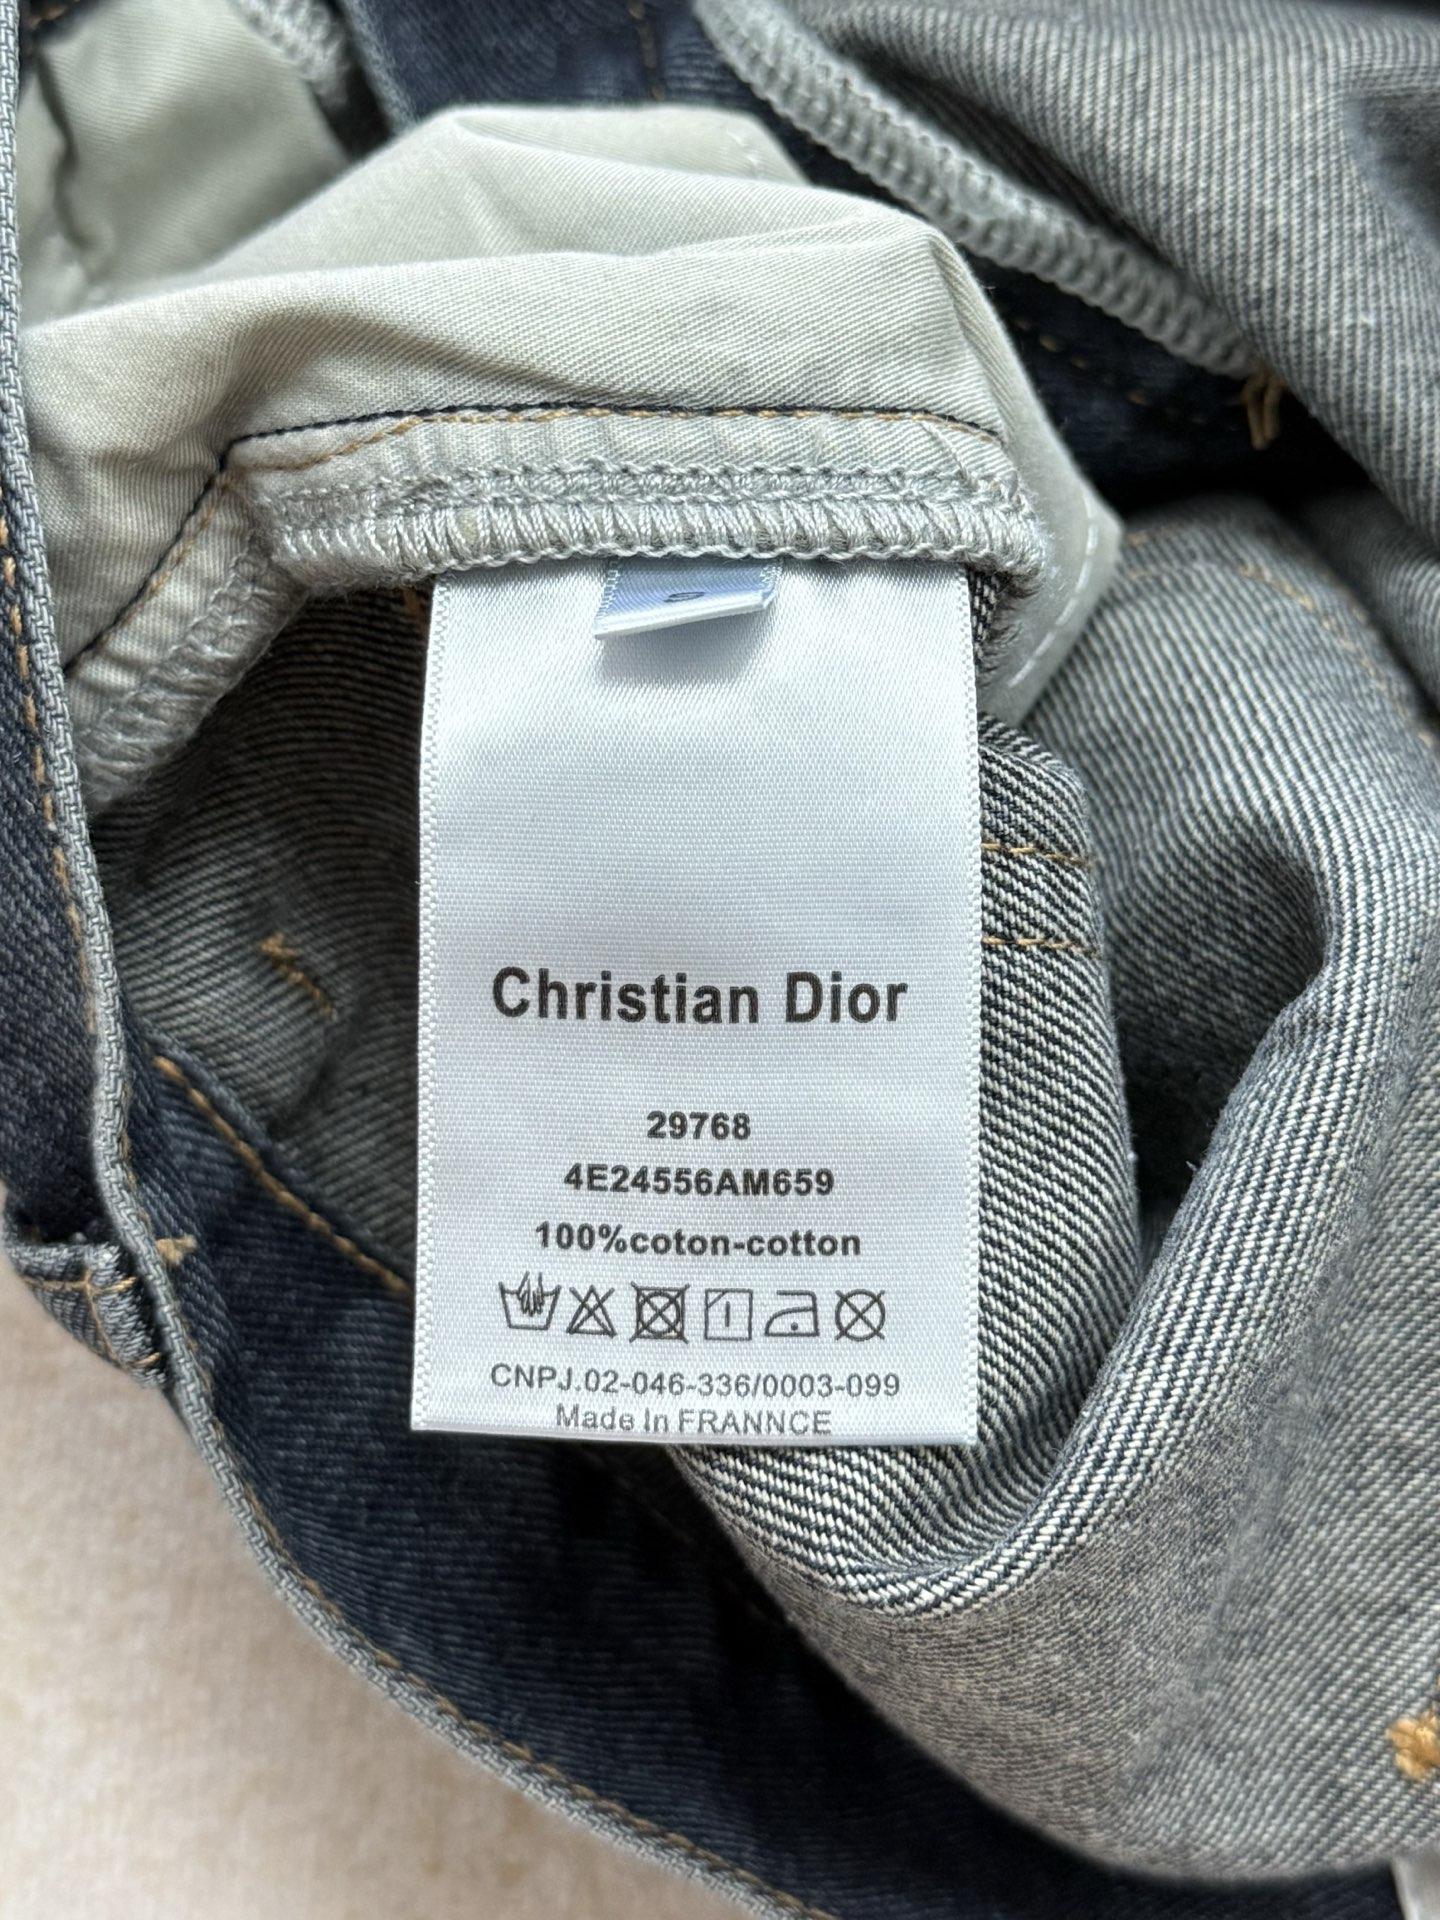 Christian Dior
29768
4E24556AM659
100%coton-cotton
CNPJ.02-046-336/0003-099
Made In FRANNCE